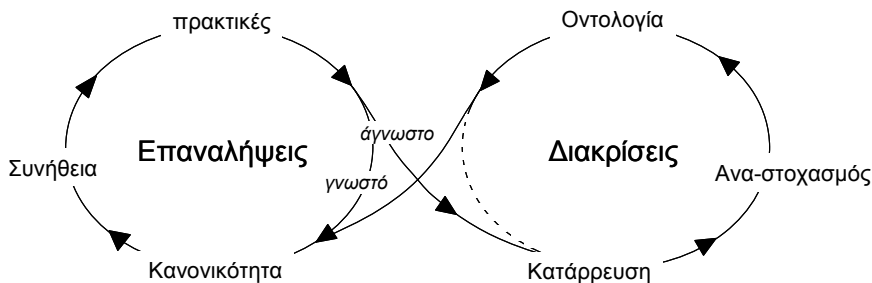 πρακτικές
Οντολογία
άγνωστο
Επαναλήψεις
Διακρίσεις
Συνήθεια
γνωστό
Ανα-στοχασμός
Κανονικότητα
Κατάρρευση